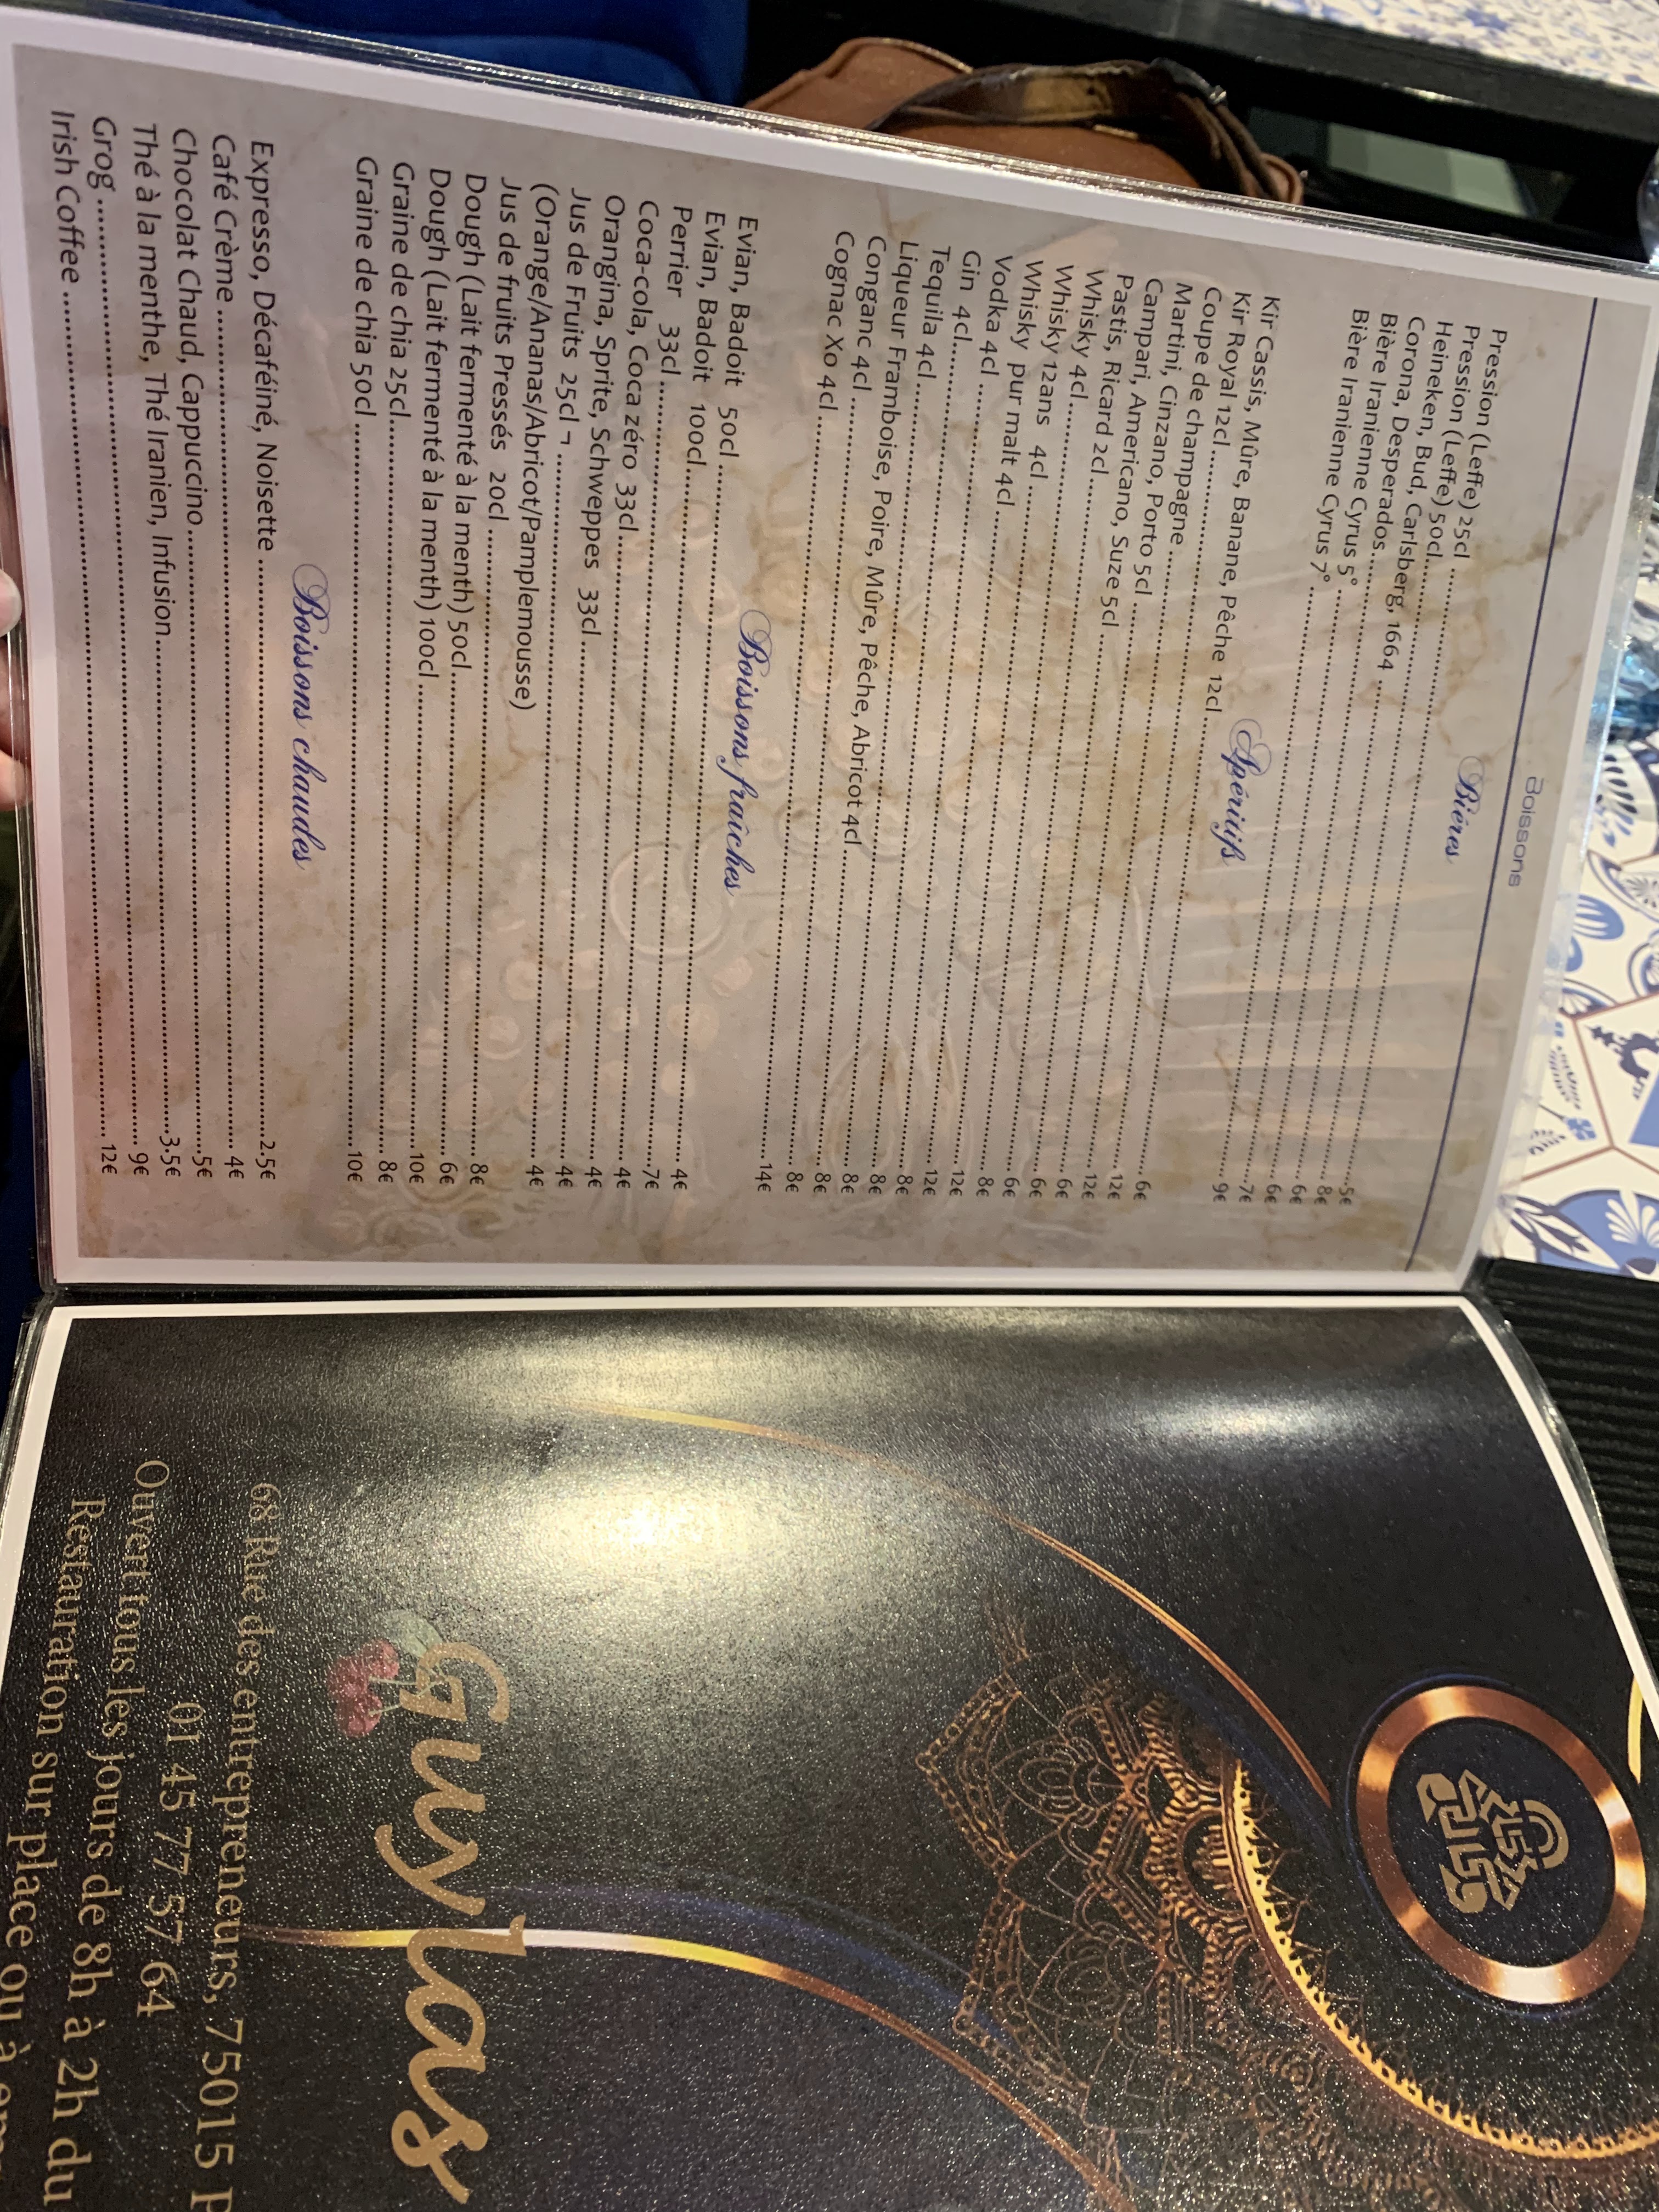 Boissons
Bières
Pression (Leffe) 25cl ........ 5€
Pression (Leffe) 50cl ........ 8€
Heineken, Bud, Carlsberg, 1664 ........ 6€
Corona, Desperados ........ 6€
Bière Iranienne Cyrus 5° ........ 7€
Bière Iranienne Cyrus 7° ........ 9€
Apéritifs
Kir Cassis, Mûre, Banane, Pêche 12cl ........ 6€
Kir Royal 12cl ........ 12€
Coupe de champagne ........ 12€
Martini, Cinzano, Porto 5cl ........ 6€
Campari, Americano, Suze 5cl ........ 6€
Pastis, Ricard 2cl ........ 6€
Whisky 4cl ........ 8€
Whisky 12ans 4cl ........ 12€
Whisky pur malt 4cl ........ 12€
Vodka 4cl ........ 8€
Gin 4cl ........ 8€
Tequila 4cl ........ 8€
Liqueur Framboise, Poire, Mûre, Pêche, Abricot 4cl ........ 8€
Conganc 4cl ........ 8€
Cognac Xo 4cl ........ 14€
Boissons fraîches
Evian, Badoit 50cl ........ 4€
Evian, Badoit 100cl ........ 7€
Perrier 33cl ........ 4€
Coca-cola, Coca zéro 33cl ........ 4€
Orangina, Sprite, Schweppes 33cl ........ 4€
Jus de Fruits 25cl ¬ ........ 4€
(Orange/Ananas/Abricot/Pamplemousse)
Jus de fruits Pressés 20cl ........ 8€
Dough (Lait fermenté à la menth) 50cl ........ 6€
Dough (Lait fermenté à la menth) 100cl ........ 10€
Graine de chia 25cl ........ 8€
Graine de chia 50cl ........ 10€
Boissons chaudes
Expresso, Décaféiné, Noisette ........ 2.5€
Café Crème ........ 4€
Chocolat Chaud, Cappuccino ........ 5€
Thé à la menthe, Thé Iranien, Infusion ........ 3,5€
Grog ........ 9€
Irish Coffee ........ 12€
Guylas
68 Rue des entrepreneurs, 75015 P
01 45 77 57 64
Ouvert tous les jours de 8h à 2h du
Restauration sur place ou à